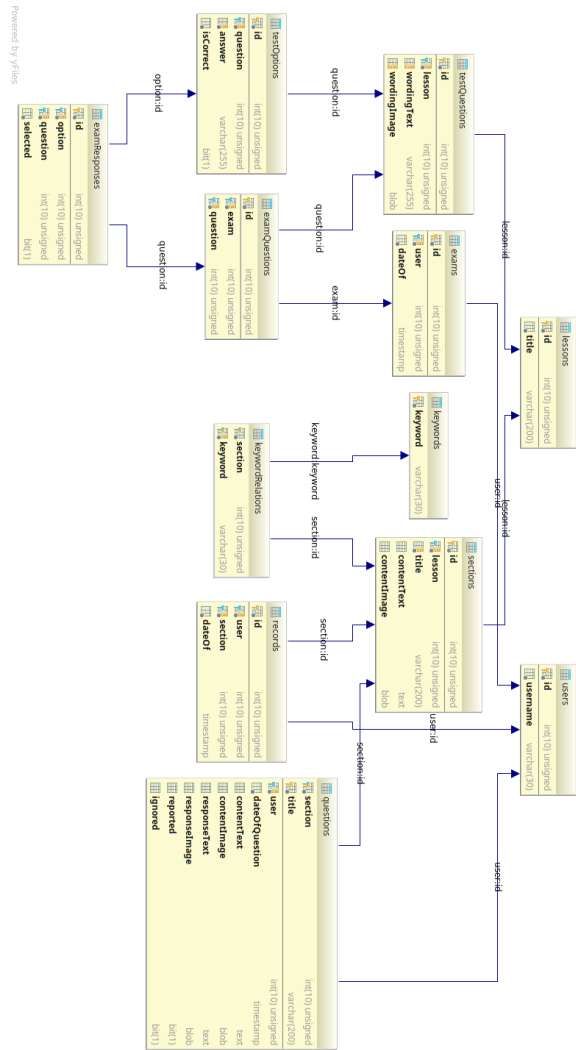 lessons
id int(10) unsigned
title varchar(200)
users
id int(10) unsigned
username varchar(30)
lesson:id
user:id
lesson:id
user:id
testQuestions
id int(10) unsigned
lesson int(10) unsigned
wordingText varchar(255)
wordingImage blob
exams
id int(10) unsigned
user int(10) unsigned
dateOf timestamp
keywords
keyword varchar(30)
sections
id int(10) unsigned
lesson int(10) unsigned
title varchar(200)
contentText text
contentImage blob
question:id
question:id
exam:id
keyword:keyword
section:id
section:id
user:id
section:id
testOptions
id int(10) unsigned
question int(10) unsigned
answer varchar(255)
isCorrect bit(1)
examQuestions
id int(10) unsigned
exam int(10) unsigned
question int(10) unsigned
keywordRelations
section int(10) unsigned
keyword varchar(30)
records
id int(10) unsigned
user int(10) unsigned
section int(10) unsigned
dateOf timestamp
questions
section int(10) unsigned
title varchar(200)
user int(10) unsigned
dateOfQuestion timestamp
contentText text
contentImage blob
responseText text
responseImage blob
reported bit(1)
ignored bit(1)
option:id
question:id
examResponses
id int(10) unsigned
option int(10) unsigned
question int(10) unsigned
selected bit(1)
Powered by yFiles